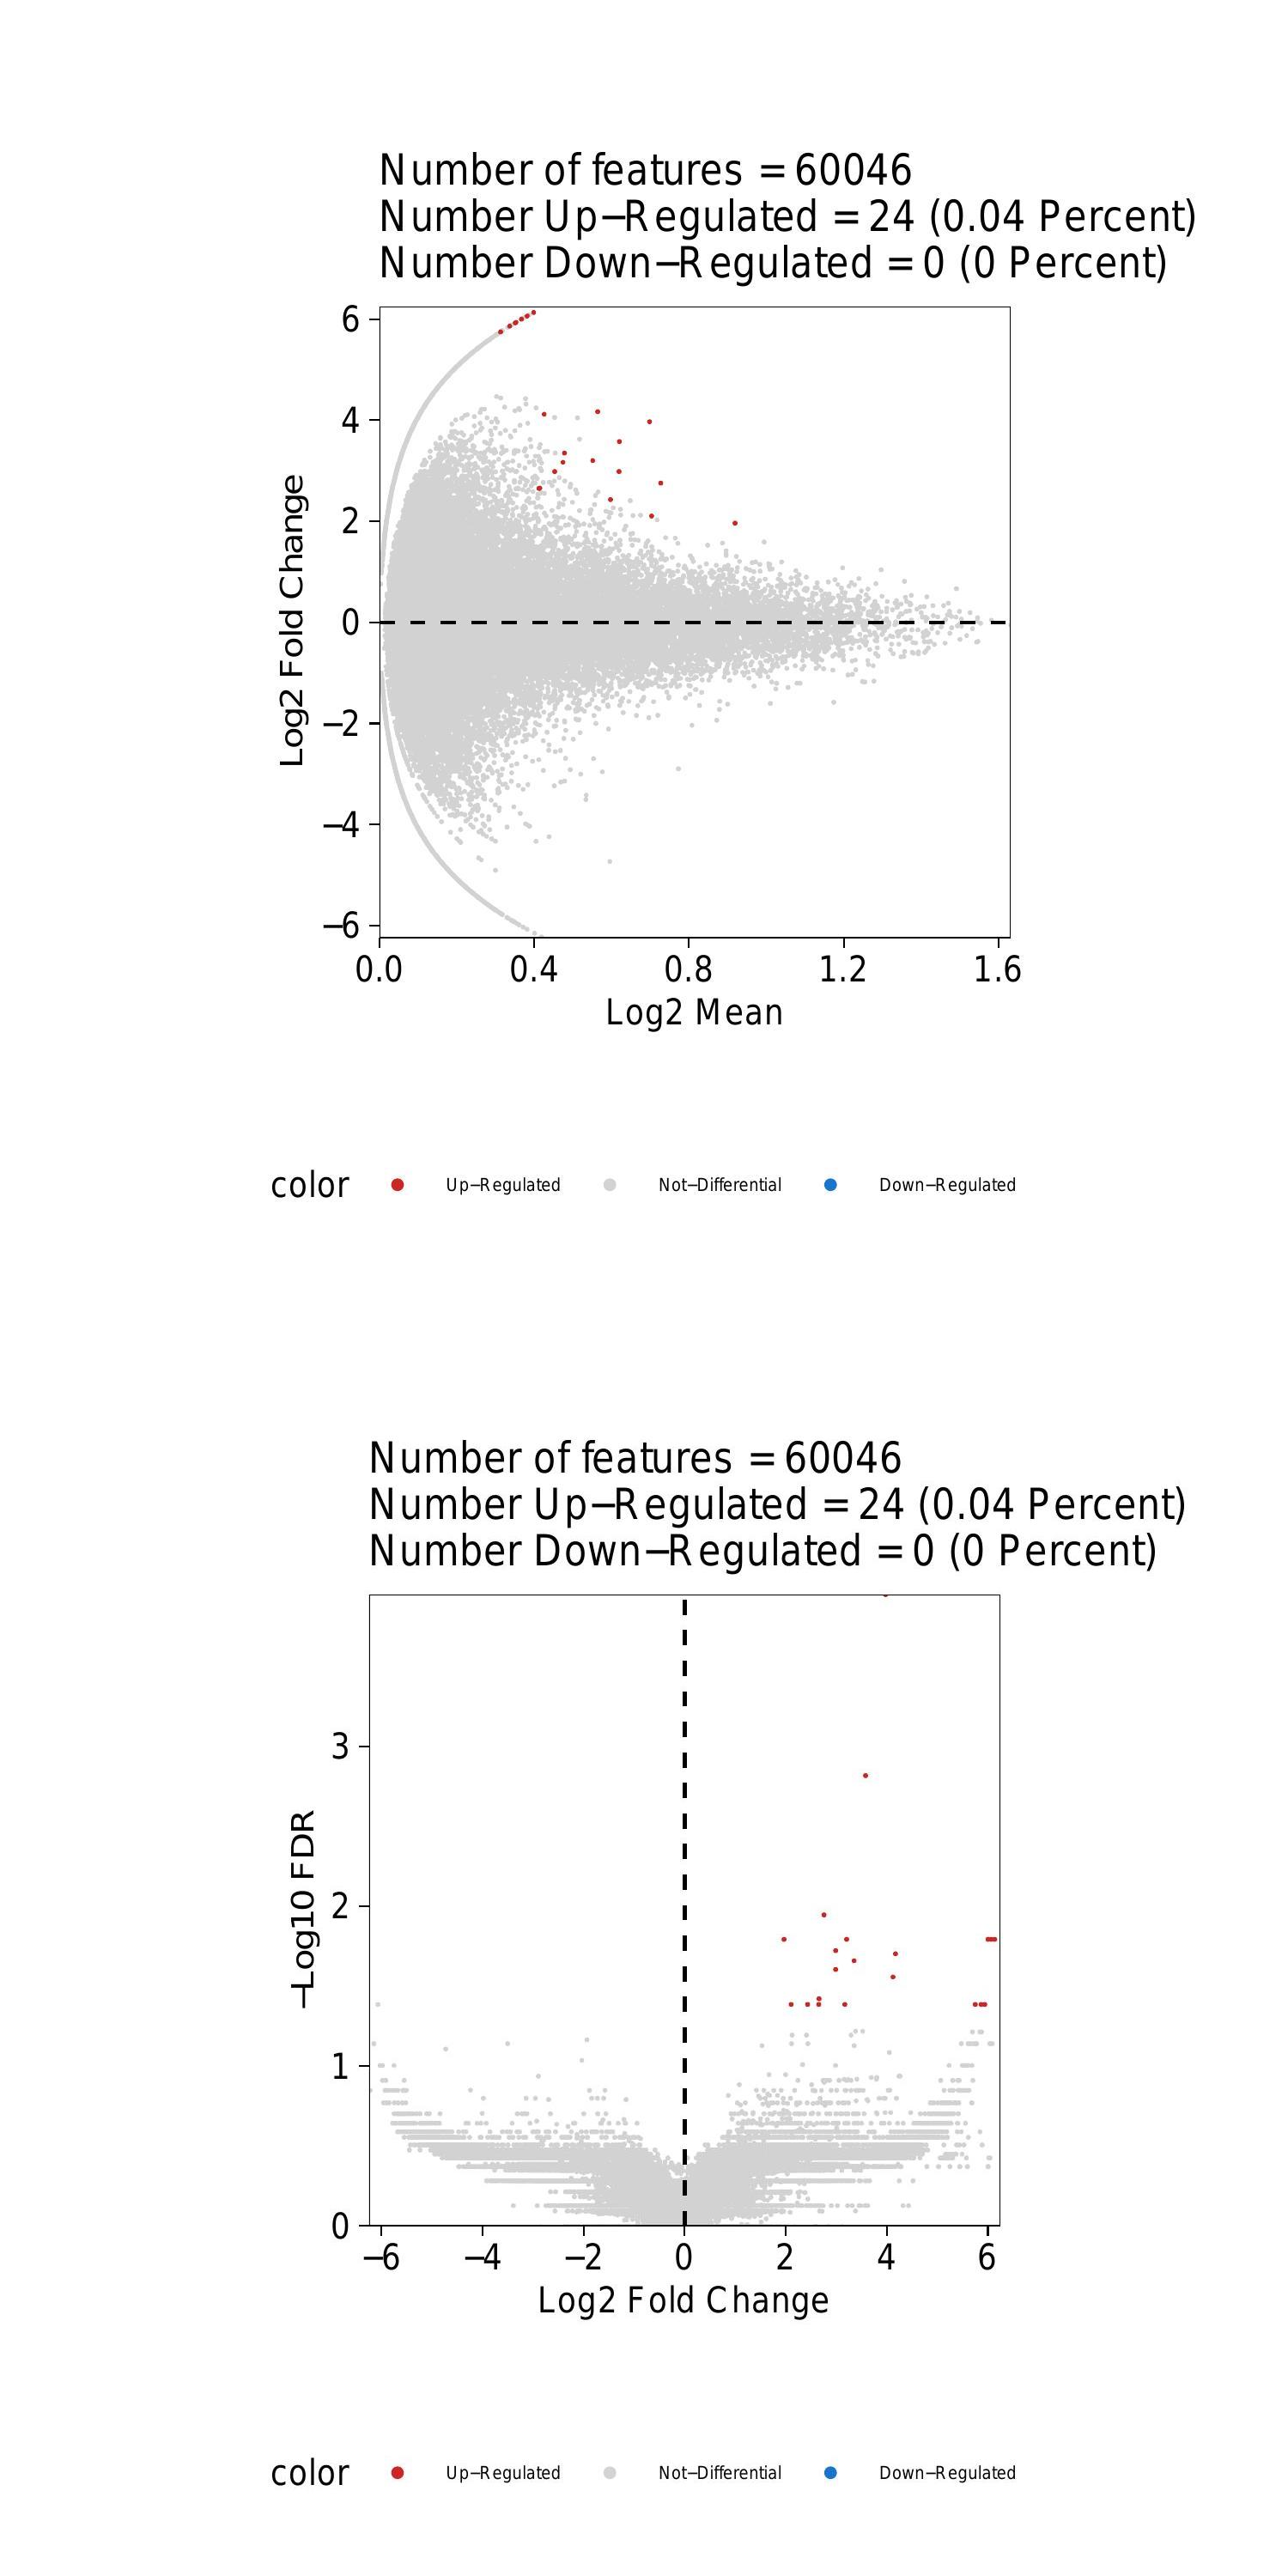 Number of features = 60046
Number Up−Regulated = 24 (0.04 Percent)
Number Down−Regulated = 0 (0 Percent)
6
4
2
0
−2
−4
−6
Log2 Fold Change
0.0 0.4 0.8 1.2 1.6
Log2 Mean
color Up−Regulated Not−Differential Down−Regulated
Number of features = 60046
Number Up−Regulated = 24 (0.04 Percent)
Number Down−Regulated = 0 (0 Percent)
3
2
1
0
−Log10 FDR
−6 −4 −2 0 2 4 6
Log2 Fold Change
color Up−Regulated Not−Differential Down−Regulated